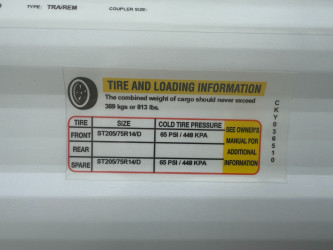 TYPE: TRA/REM COUPLER SIZE:
TIRE AND LOADING INFORMATION
The combined weight of cargo should never exceed
369 kgs or 813 lbs.
TIRE SIZE COLD TIRE PRESSURE SEE OWNER'S MANUAL FOR ADDITIONAL INFORMATION
FRONT ST205/75R14/D 65 PSI / 448 KPA
REAR
SPARE ST205/75R14/D 65 PSI / 448 KPA
CKY036510